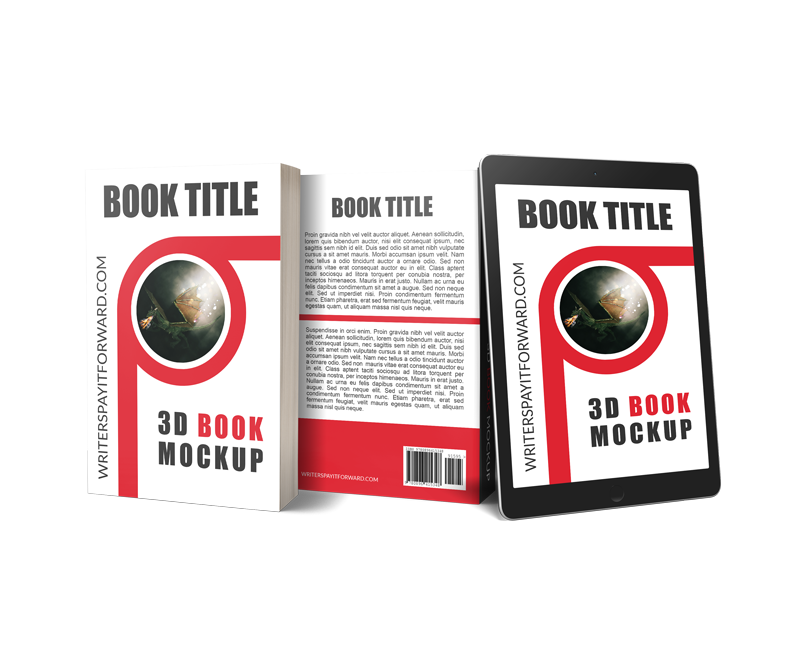 BOOK TITLE
WRITERSPAYITFORWARD.COM
3D BOOK
MOCKUP
BOOK TITLE
Proin gravida nibh vel velit auctor aliquet. Aenean sollicitudin,
lorem quis bibendum auctor, nisi elit consequat ipsum, nec
sagittis sem nibh id elit. Duis sed odio sit amet nibh vulputate
cursus a sit amet mauris. Morbi accumsan ipsum velit. Nam
nec tellus a odio tincidunt auctor a ornare odio. Sed non
mauris vitae erat consequat auctor eu in elit. Class aptent
taciti sociosqu ad litora torquent per conubia nostra, per
inceptos himenaeos. Mauris in erat justo. Nullam ac urna eu
felis dapibus condimentum sit amet a augue. Sed non neque
elit. Sed ut imperdiet nisi. Proin condimentum fermentum
nunc. Etiam pharetra, erat sed fermentum feugiat, velit mauris
egestas quam, ut aliquam massa nisl quis neque.
Suspendisse in orci enim. Proin gravida nibh vel velit auctor
aliquet. Aenean sollicitudin, lorem quis bibendum auctor, nisi
elit consequat ipsum, nec sagittis sem nibh id elit. Duis sed
odio sit amet nibh vulputate cursus a sit amet mauris. Morbi
accumsan ipsum velit. Nam nec tellus a odio tincidunt auctor
a ornare odio. Sed non mauris vitae erat consequat auctor eu
in elit. Class aptent taciti sociosqu ad litora torquent per
conubia nostra, per inceptos himenaeos. Mauris in erat justo.
Nullam ac urna eu felis dapibus condimentum sit amet a
augue. Sed non neque elit. Sed ut imperdiet nisi. Proin
condimentum fermentum nunc. Etiam pharetra, erat sed
fermentum feugiat, velit mauris egestas quam, ut aliquam
massa nisl quis neque.
WRITERSPAYITFORWARD.COM
MOCKUP
BOOK TITLE
WRITERSPAYITFORWARD.COM
3D BOOK
MOCKUP